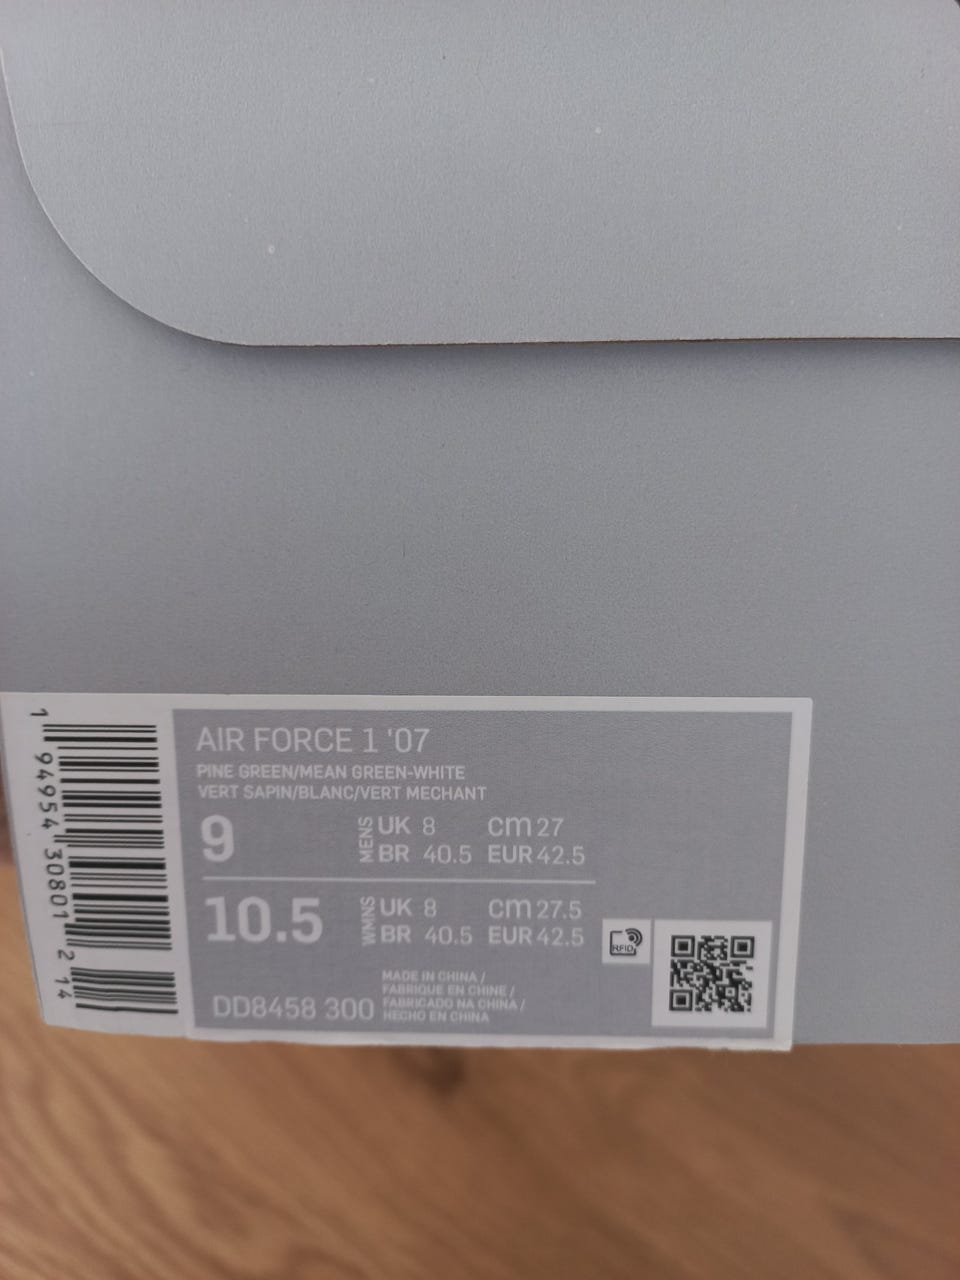 AIR FORCE 1 '07
PINE GREEN/MEAN GREEN-WHITE
VERT SAPIN/BLANC/VERT MECHANT
9 MENS UK 8 cm 27
BR 40.5 EUR 42.5
10.5 WMNS UK 8 cm 27.5
BR 40.5 EUR 42.5
RFID
DD8458 300
MADE IN CHINA /
FABRIQUE EN CHINE /
FABRICADO NA CHINA /
HECHO EN CHINA
1 94954 30801 2 14